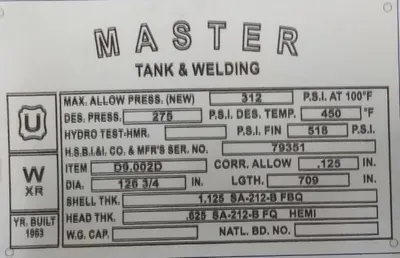 MASTER
TANK & WELDING
MAX. ALLOW PRESS. (NEW) 312 P.S.I. AT 100°F
DES. PRESS. 275 P.S.I. DES. TEMP. 450 °F
HYDRO TEST-HMR. P.S.I. FIN 518 P.S.I.
H.S.B.I.&I. CO. & MFR'S SER. NO. 79351
ITEM D9.002D CORR. ALLOW .125 IN.
DIA. 126 3/4 IN. LGTH. 709 IN.
SHELL THK. 1.125 SA-212-B FBQ
HEAD THK. .625 SA-212-B FQ HEMI
W.G. CAP. NATL. BD. NO.
U
W
XR
YR. BUILT
1963